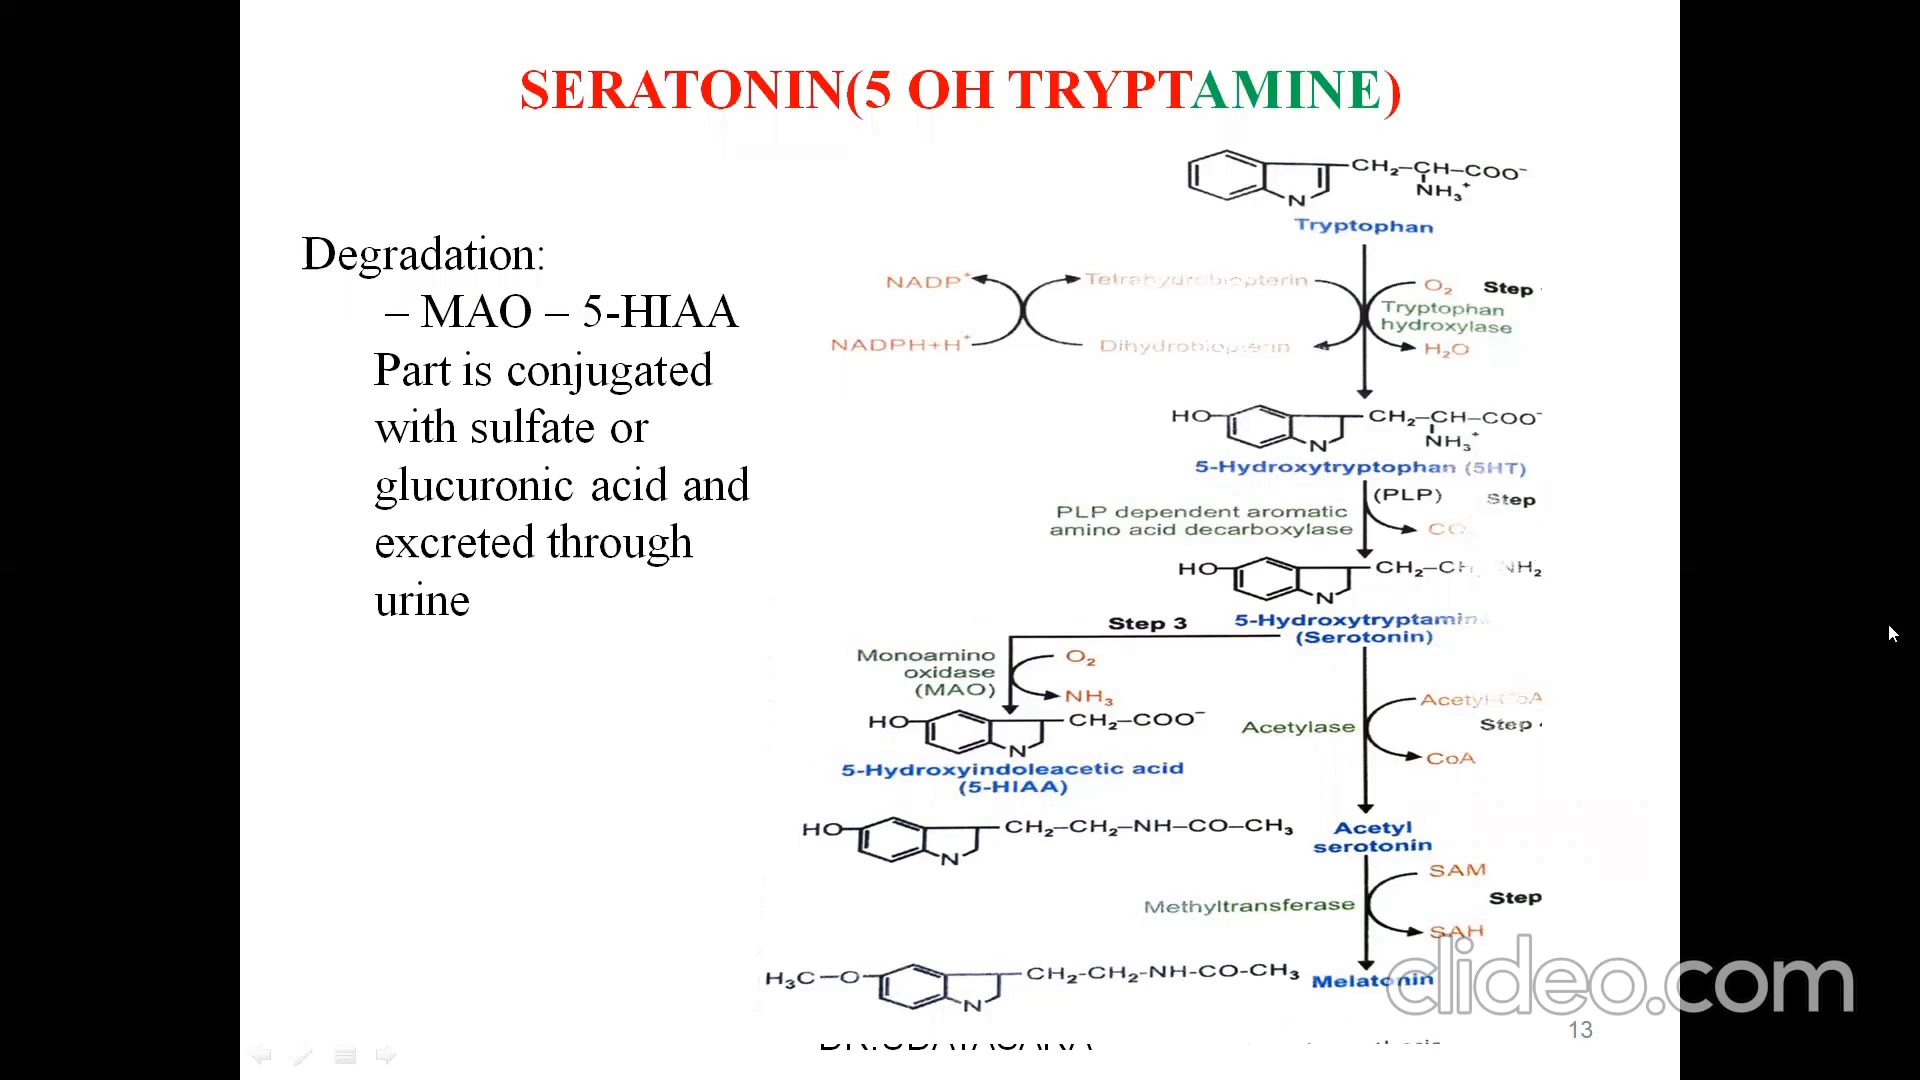 SERATONIN(5 OH TRYPTAMINE)
Degradation:
– MAO – 5-HIAA
Part is conjugated
with sulfate or
glucuronic acid and
excreted through
urine
CH₂–CH–COO⁻
NH₃⁺
N
Tryptophan
NADP⁺
Tetrahydrobiopterin
O₂
Step
Tryptophan
hydroxylase
NADPH+H⁺
Dihydrobiopterin
H₂O
HO
CH₂–CH–COO⁻
NH₃⁺
N
5-Hydroxytryptophan (5HT)
(PLP)
Step
PLP dependent aromatic
amino acid decarboxylase
HO
N
5-Hydroxytryptamine
(Serotonin)
Step 3
Monoamino
oxidase
(MAO)
O₂
NH₃
HO
CH₂–COO⁻
N
5-Hydroxyindoleacetic acid
(5-HIAA)
Acetyl-CoA
Step
Acetylase
CoA
HO
CH₂–CH₂–NH–CO–CH₃
N
Acetyl
serotonin
SAM
Step
Methyltransferase
SAH
H₃C–O
CH₂-CH₂-NH-CO-CH₃
N
Melatonin
clideo.com
13